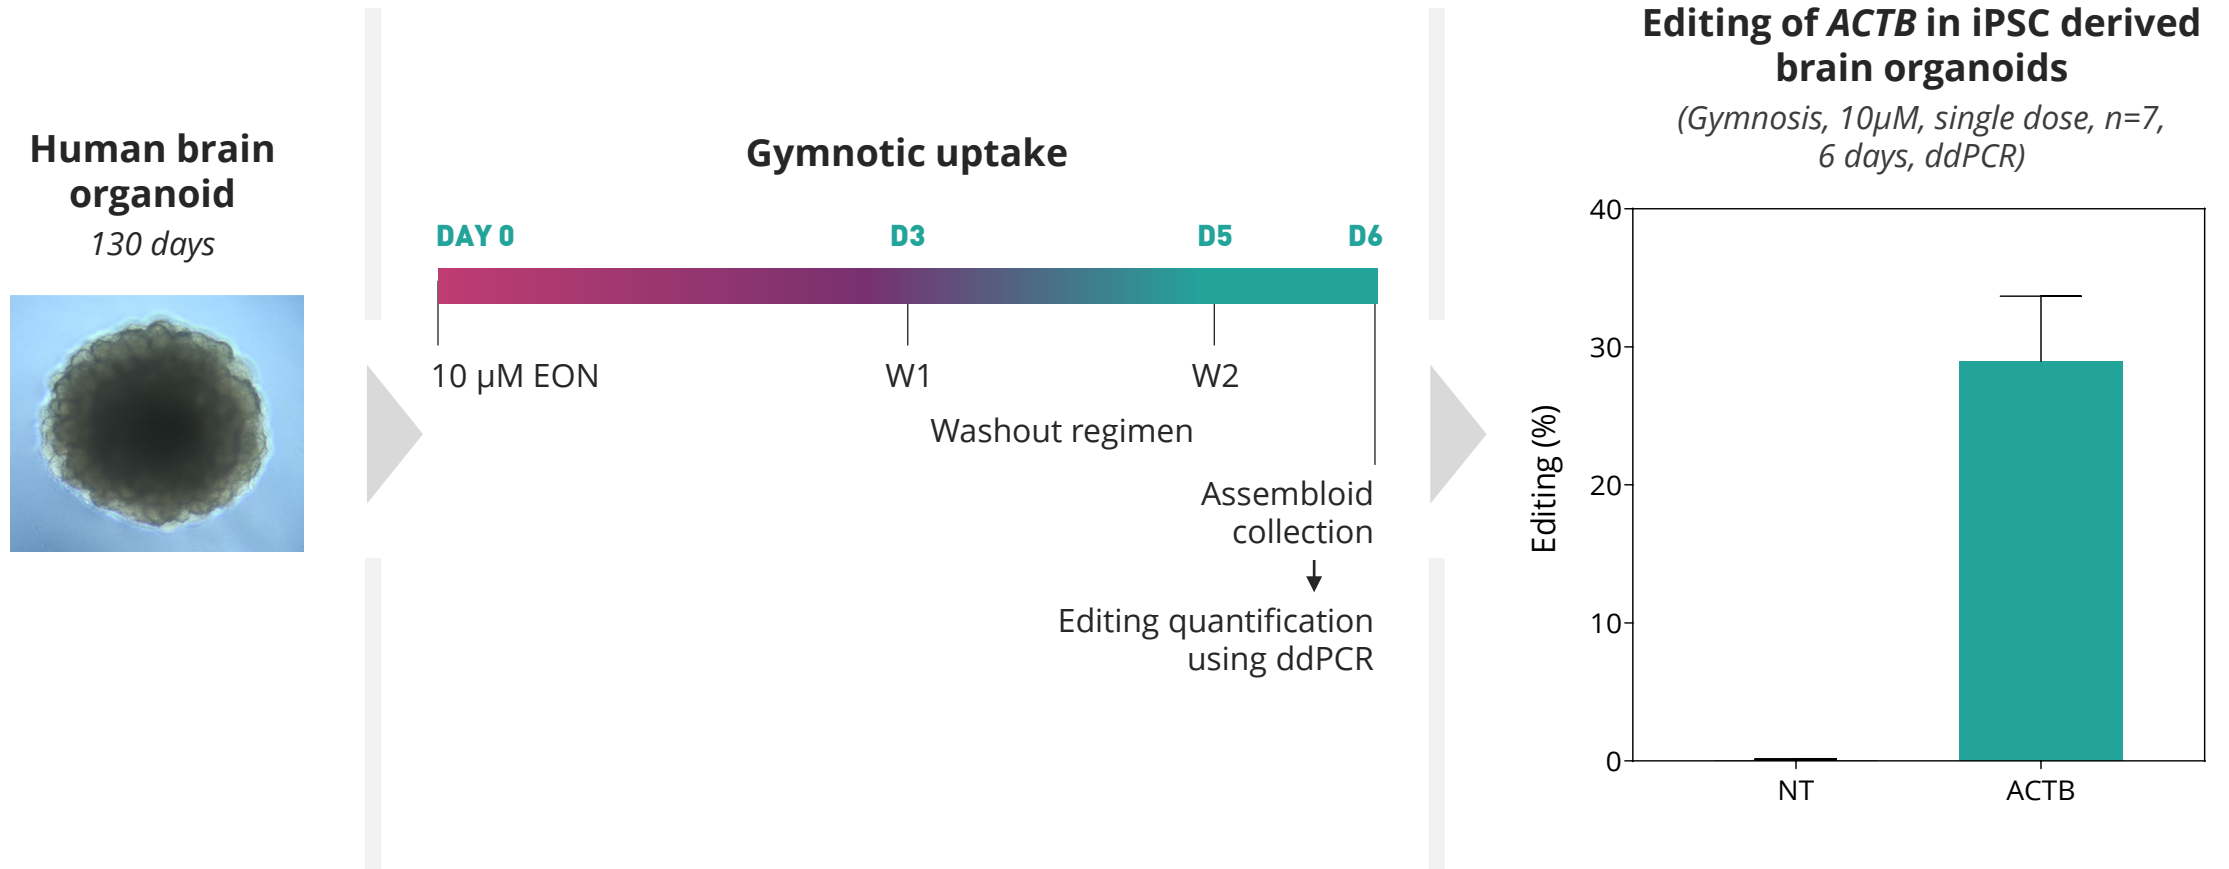 Human brain
organoid
130 days
Gymnotic uptake
DAY 0
D3
D5
D6
10 µM EON
W1
W2
Washout regimen
Assembloid
collection
Editing quantification
using ddPCR
Editing of ACTB in iPSC derived
brain organoids
(Gymnosis, 10µM, single dose, n=7,
6 days, ddPCR)
40
30
20
10
0
Editing (%)
NT
ACTB